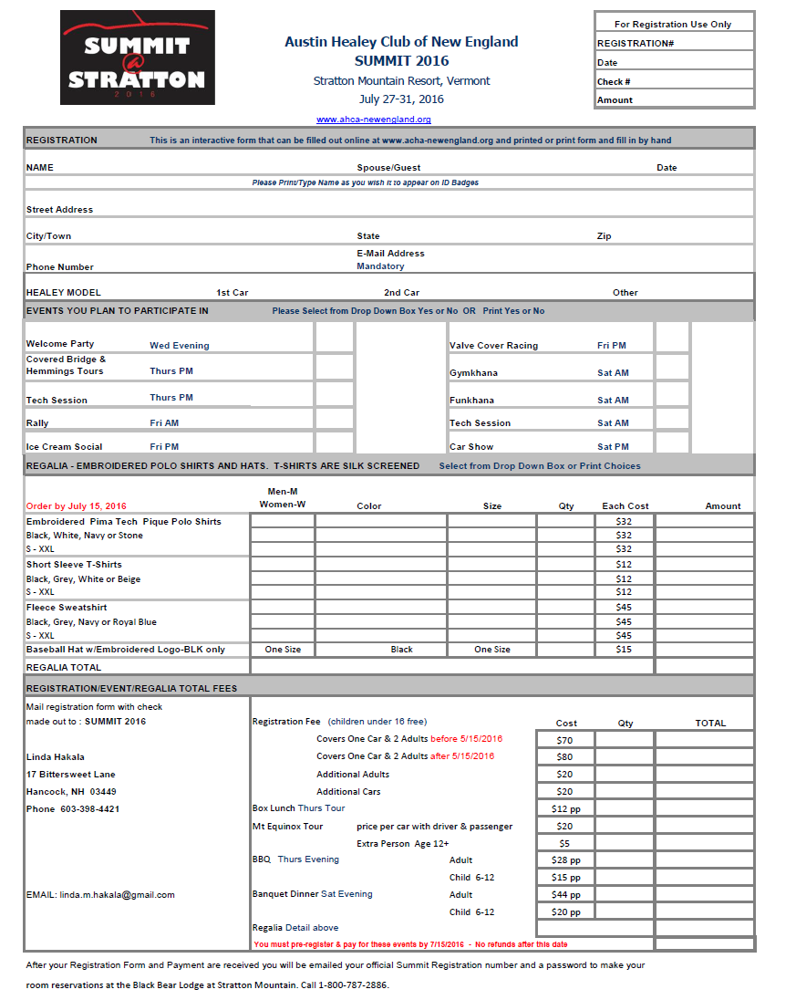 SUMMIT
@
STRATTON
2016
Austin Healey Club of New England
SUMMIT 2016
Stratton Mountain Resort, Vermont
July 27-31, 2016
www.ahca-newengland.org
For Registration Use Only
REGISTRATION#
Date
Check #
Amount
REGISTRATION This is an interactive form that can be filled out online at www.acha-newengland.org and printed or print form and fill in by hand
NAME Spouse/Guest Date
Please Print/Type Name as you wish it to appear on ID Badges
Street Address
City/Town State Zip
E-Mail Address
Phone Number Mandatory
HEALEY MODEL 1st Car 2nd Car Other
EVENTS YOU PLAN TO PARTICIPATE IN Please Select from Drop Down Box Yes or No OR Print Yes or No
Welcome Party Wed Evening Valve Cover Racing Fri PM
Covered Bridge &
Hemmings Tours Thurs PM Gymkhana Sat AM
Tech Session Thurs PM Funkhana Sat AM
Rally Fri AM Tech Session Sat AM
Ice Cream Social Fri PM Car Show Sat PM
REGALIA - EMBROIDERED POLO SHIRTS AND HATS. T-SHIRTS ARE SILK SCREENED Select from Drop Down Box or Print Choices
Men-M
Order by July 15, 2016 Women-W Color Size Qty Each Cost Amount
Embroidered Pima Tech Pique Polo Shirts $32
Black, White, Navy or Stone $32
S - XXL $32
Short Sleeve T-Shirts $12
Black, Grey, White or Beige $12
S - XXL $12
Fleece Sweatshirt $45
Black, Grey, Navy or Royal Blue $45
S - XXL $45
Baseball Hat w/Embroidered Logo-BLK only One Size Black One Size $15
REGALIA TOTAL
REGISTRATION/EVENT/REGALIA TOTAL FEES
Mail registration form with check
made out to : SUMMIT 2016 Registration Fee (children under 16 free) Cost Qty TOTAL
Covers One Car & 2 Adults before 5/15/2016 $70
Linda Hakala Covers One Car & 2 Adults after 5/15/2016 $80
17 Bittersweet Lane Additional Adults $20
Hancock, NH 03449 Additional Cars $20
Phone 603-398-4421 Box Lunch Thurs Tour $12 pp
Mt Equinox Tour price per car with driver & passenger $20
Extra Person Age 12+ $5
BBQ Thurs Evening Adult $28 pp
Child 6-12 $15 pp
EMAIL: linda.m.hakala@gmail.com Banquet Dinner Sat Evening Adult $44 pp
Child 6-12 $20 pp
Regalia Detail above
You must pre-register & pay for these events by 7/15/2016 - No refunds after this date
After your Registration Form and Payment are received you will be emailed your official Summit Registration number and a password to make your
room reservations at the Black Bear Lodge at Stratton Mountain. Call 1-800-787-2886.